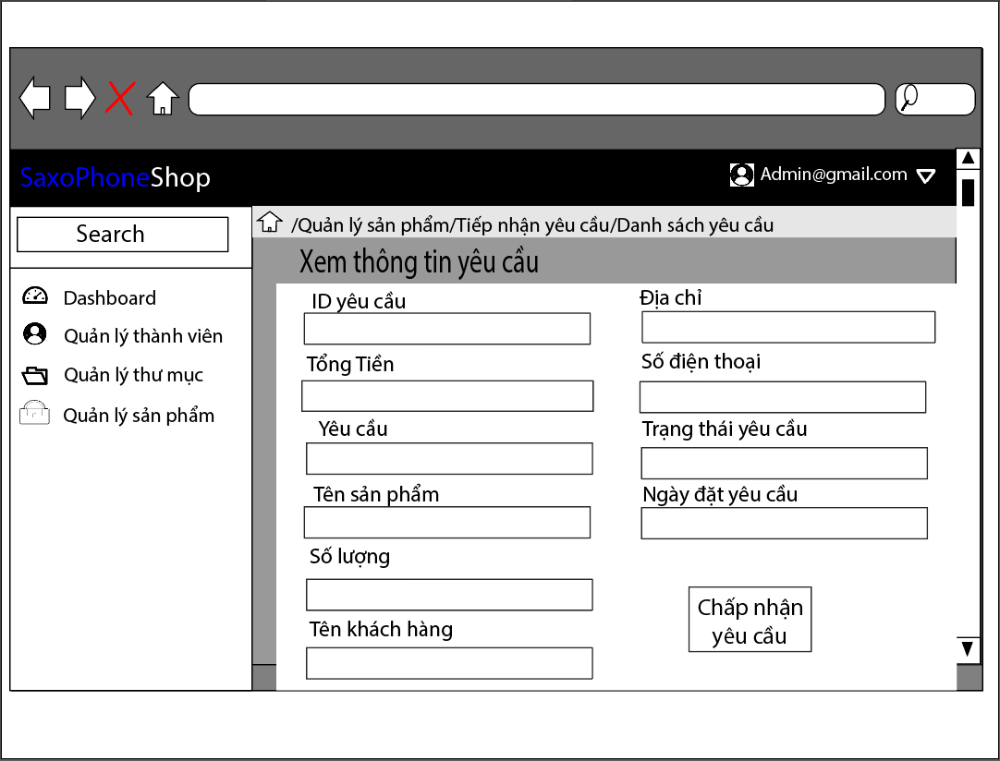 SaxoPhoneShop
Admin@gmail.com
Search
/Quản lý sản phẩm/Tiếp nhận yêu cầu/Danh sách yêu cầu
Xem thông tin yêu cầu
Dashboard
Quản lý thành viên
Quản lý thư mục
Quản lý sản phẩm
ID yêu cầu
Tổng Tiền
Yêu cầu
Tên sản phẩm
Số lượng
Tên khách hàng
Địa chỉ
Số điện thoại
Trạng thái yêu cầu
Ngày đặt yêu cầu
Chấp nhận
yêu cầu